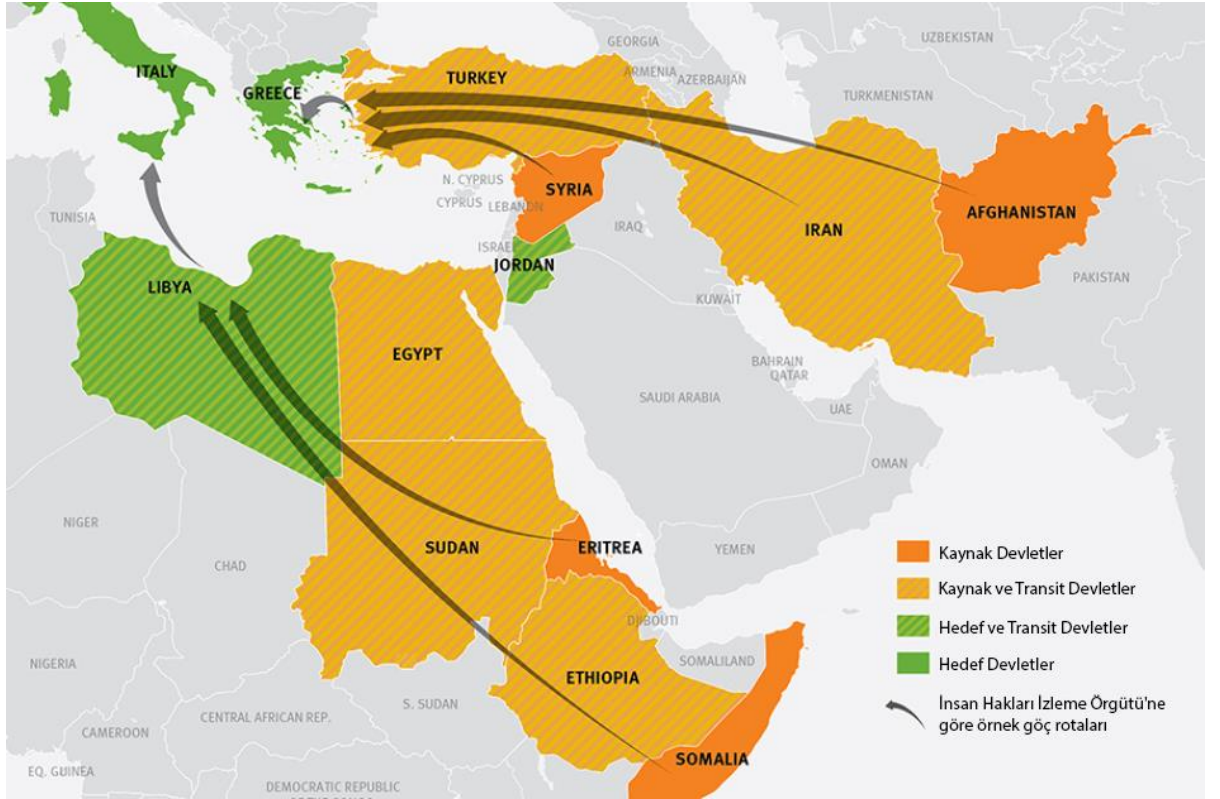 GEORGIA
UZBEKISTAN
ITALY
ARMENIA
AZERBAIJAN
TURKEY
GREECE
TURKMENISTAN
N. CYPRUS
CYPRUS
SYRIA
LEBANON
AFGHANISTAN
TUNISIA
IRAQ
IRAN
ISRAEL
JORDAN
PAKISTAN
LIBYA
KUWAIT
EGYPT
BAHRAIN
QATAR
SAUDI ARABIA
UAE
OMAN
NIGER
SUDAN
ERITREA
YEMEN
CHAD
DJIBOUTI
NIGERIA
SOMALILAND
ETHIOPIA
S. SUDAN
CENTRAL AFRICAN REP.
CAMEROON
SOMALIA
EQ. GUINEA
DEMOCRATIC REPUBLIC
OF THE CONGO
Kaynak Devletler
Kaynak ve Transit Devletler
Hedef ve Transit Devletler
Hedef Devletler
İnsan Hakları İzleme Örgütü'ne
göre örnek göç rotaları